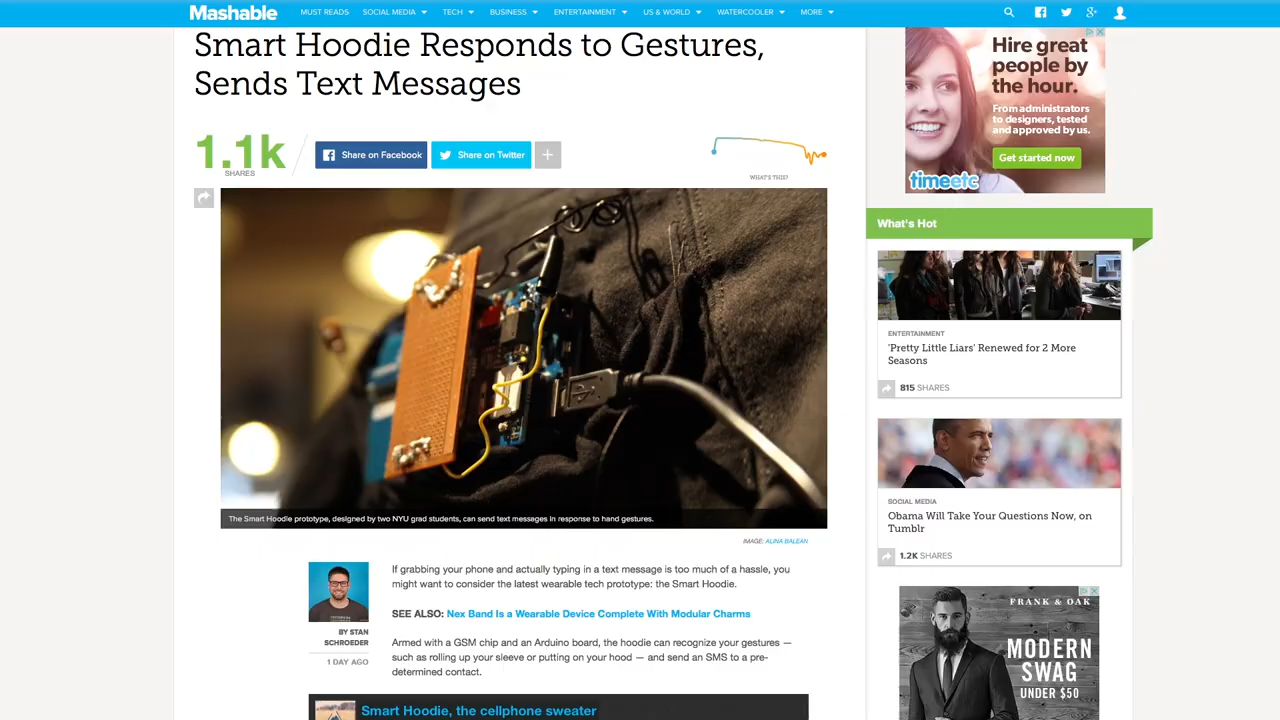 Mashable
MUST READS
SOCIAL MEDIA
TECH
BUSINESS
ENTERTAINMENT
US & WORLD
WATERCOOLER
MORE
Smart Hoodie Responds to Gestures,
Sends Text Messages
1.1k
SHARES
Share on Facebook
Share on Twitter
WHAT'S THIS?
The Smart Hoodie prototype, designed by two NYU grad students, can send text messages in response to hand gestures.
IMAGE: ALINA BALEAN
BY STAN
SCHROEDER
1 DAY AGO
If grabbing your phone and actually typing in a text message is too much of a hassle, you
might want to consider the latest wearable tech prototype: the Smart Hoodie.
SEE ALSO: Nex Band Is a Wearable Device Complete With Modular Charms
Armed with a GSM chip and an Arduino board, the hoodie can recognize your gestures —
such as rolling up your sleeve or putting on your hood — and send an SMS to a pre-
determined contact.
Smart Hoodie, the cellphone sweater
Hire great
people by
the hour.
From administrators
to designers, tested
and approved by us.
Get started now
timeetc
What's Hot
ENTERTAINMENT
'Pretty Little Liars' Renewed for 2 More
Seasons
815 SHARES
SOCIAL MEDIA
Obama Will Take Your Questions Now, on
Tumblr
1.2K SHARES
FRANK & OAK
MODERN
SWAG
UNDER $50